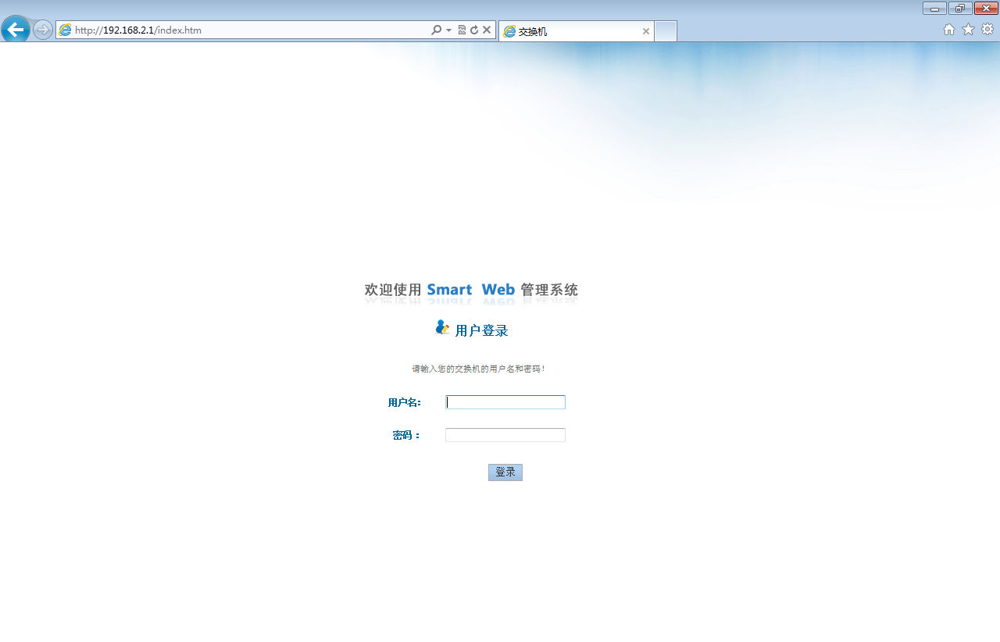 http://192.168.2.1/index.htm
交换机
欢迎使用 Smart Web 管理系统
用户登录
请输入您的交换机的用户名和密码！
用户名:
密码：
登录